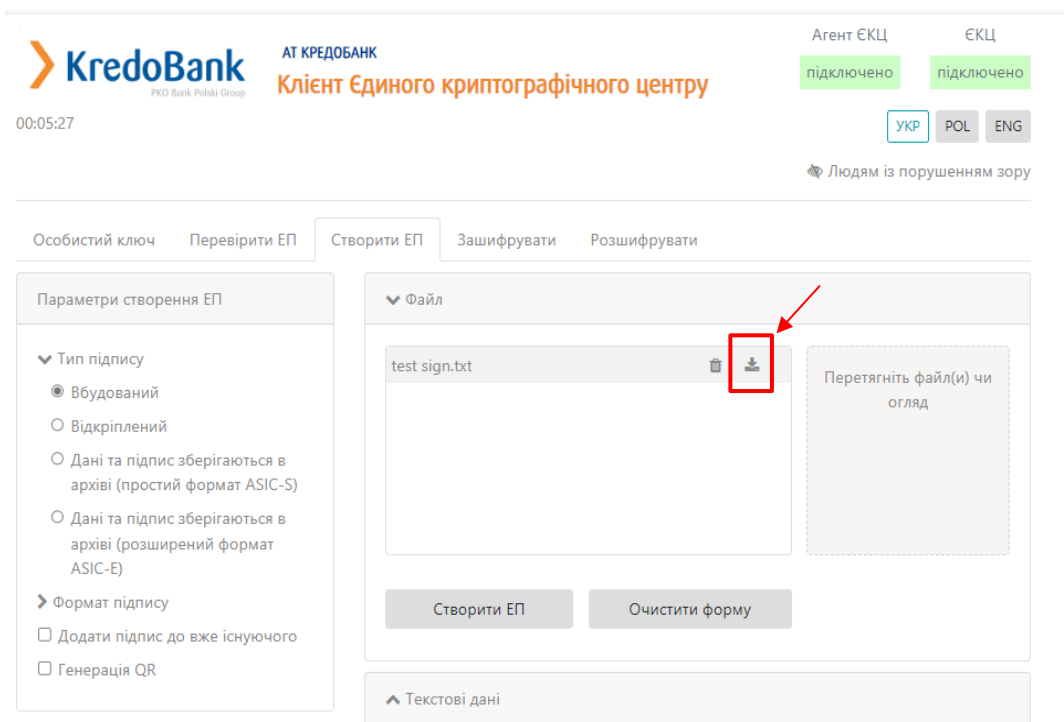 KredoBank
PKO Bank Polski Group
АТ КРЕДОБАНК
Клієнт Єдиного криптографічного центру
Агент ЄКЦ
ЄКЦ
підключено
підключено
00:05:27
УКР
POL
ENG
Людям із порушенням зору
Особистий ключ
Перевірити ЕП
Створити ЕП
Зашифрувати
Розшифрувати
Параметри створення ЕП
Тип підпису
Вбудований
Відкріплений
Дані та підпис зберігаються в
архіві (простий формат ASIC-S)
Дані та підпис зберігаються в
архіві (розширений формат
ASIC-E)
Формат підпису
Додати підпис до вже існуючого
Генерація QR
Файл
test sign.txt
Перетягніть файл(и) чи
огляд
Створити ЕП
Очистити форму
Текстові дані